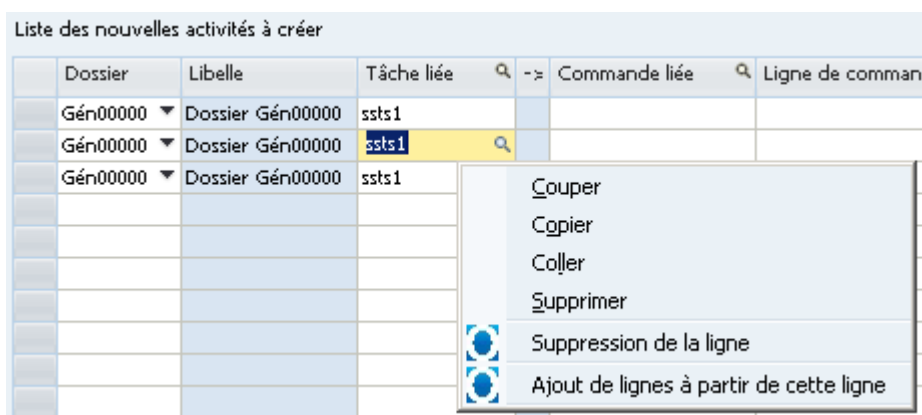 Liste des nouvelles activités à créer
Dossier Libelle Tâche liée -> Commande liée Ligne de comman
Gén00000 Dossier Gén00000 ssts1
Gén00000 Dossier Gén00000 ssts1
Gén00000 Dossier Gén00000 ssts1
Couper
Copier
Coller
Supprimer
Suppression de la ligne
Ajout de lignes à partir de cette ligne